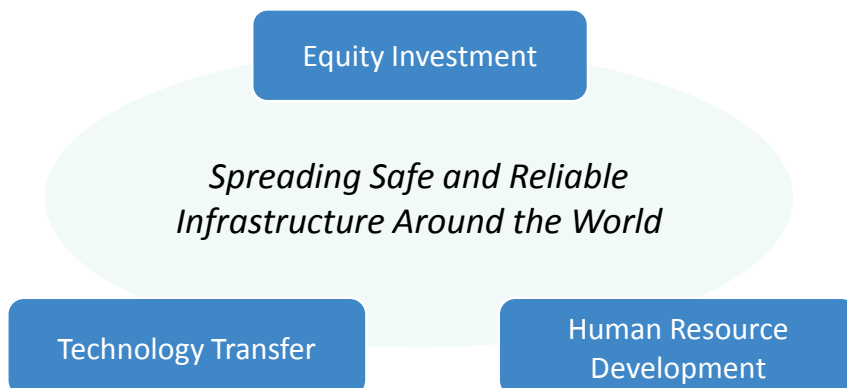 Equity Investment
Spreading Safe and Reliable
Infrastructure Around the World
Technology Transfer
Human Resource
Development